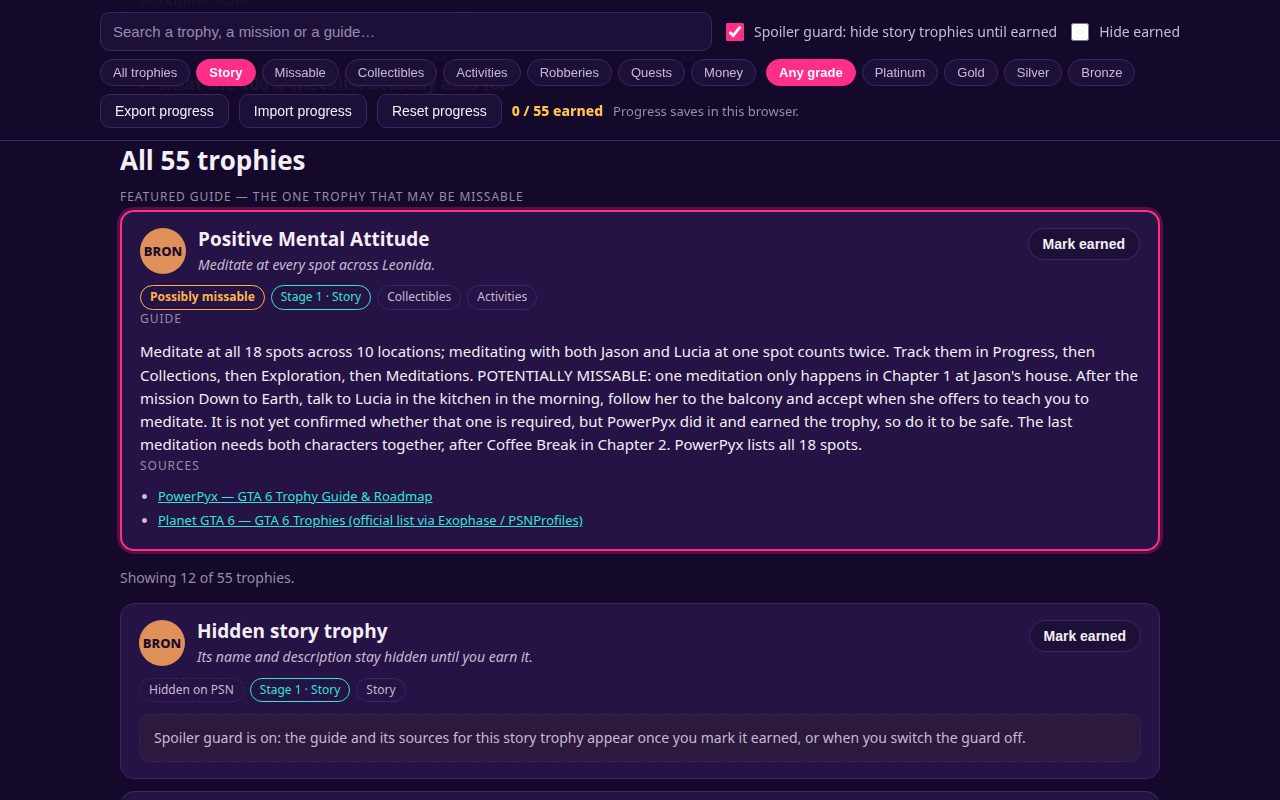 Search a trophy, a mission or a guide…
Spoiler guard: hide story trophies until earned
Hide earned
All trophies
Story
Missable
Collectibles
Activities
Robberies
Quests
Money
Any grade
Platinum
Gold
Silver
Bronze
Export progress
Import progress
Reset progress
0 / 55 earned
Progress saves in this browser.
All 55 trophies
FEATURED GUIDE — THE ONE TROPHY THAT MAY BE MISSABLE
BRON
Positive Mental Attitude
Meditate at every spot across Leonida.
Mark earned
Possibly missable
Stage 1 · Story
Collectibles
Activities
GUIDE
Meditate at all 18 spots across 10 locations; meditating with both Jason and Lucia at one spot counts twice. Track them in Progress, then
Collections, then Exploration, then Meditations. POTENTIALLY MISSABLE: one meditation only happens in Chapter 1 at Jason's house. After the
mission Down to Earth, talk to Lucia in the kitchen in the morning, follow her to the balcony and accept when she offers to teach you to
meditate. It is not yet confirmed whether that one is required, but PowerPyx did it and earned the trophy, so do it to be safe. The last
meditation needs both characters together, after Coffee Break in Chapter 2. PowerPyx lists all 18 spots.
SOURCES
PowerPyx — GTA 6 Trophy Guide & Roadmap
Planet GTA 6 — GTA 6 Trophies (official list via Exophase / PSNProfiles)
Showing 12 of 55 trophies.
BRON
Hidden story trophy
Its name and description stay hidden until you earn it.
Mark earned
Hidden on PSN
Stage 1 · Story
Story
Spoiler guard is on: the guide and its sources for this story trophy appear once you mark it earned, or when you switch the guard off.